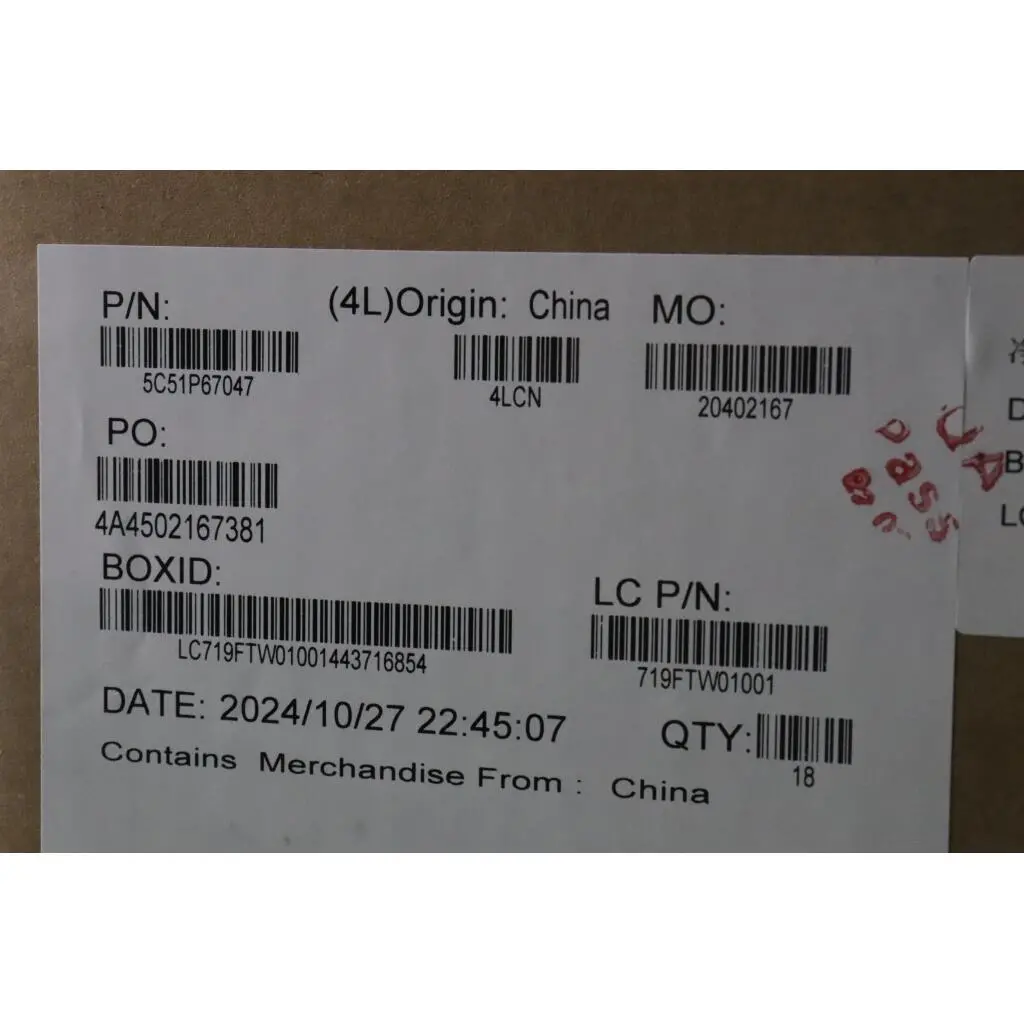 P/N: (4L)Origin: China MO:
5C51P67047 4LCN 20402167
PO:
4A4502167381
BOXID:
LC719FTW01001443716854
LC P/N:
719FTW01001
DATE: 2024/10/27 22:45:07
QTY:
18
Contains Merchandise From : China
pass